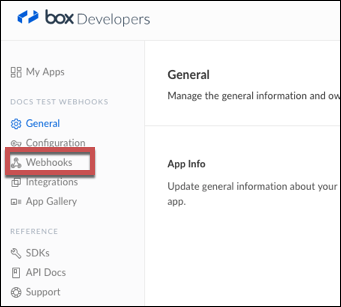 box Developers
My Apps
DOCS TEST WEBHOOKS
General
Configuration
Webhooks
Integrations
App Gallery
REFERENCE
SDKs
API Docs
Support
General
Manage the general information and ow
App Info
Update general information about your
app.